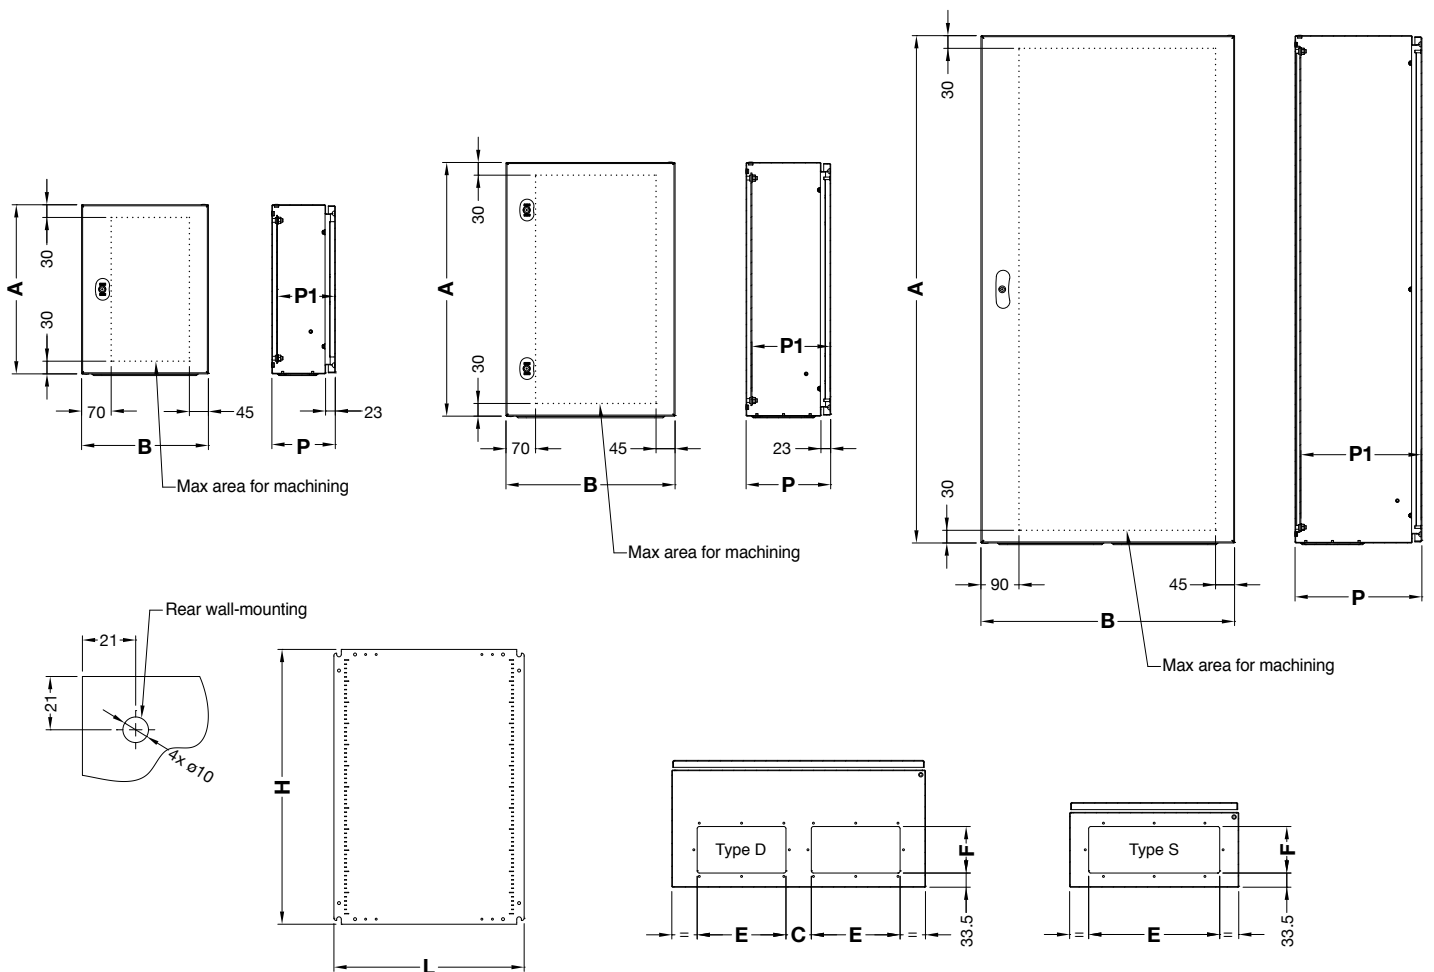 30
A
30
70
45
B
P1
23
P
Max area for machining
30
A
30
70
45
B
P1
23
P
Max area for machining
30
A
30
90
45
B
P1
P
Max area for machining
Rear wall-mounting
21
21
4x ø10
H
L
Type D
F
33.5
=
E
C
E
=
Type S
F
33.5
=
E
=